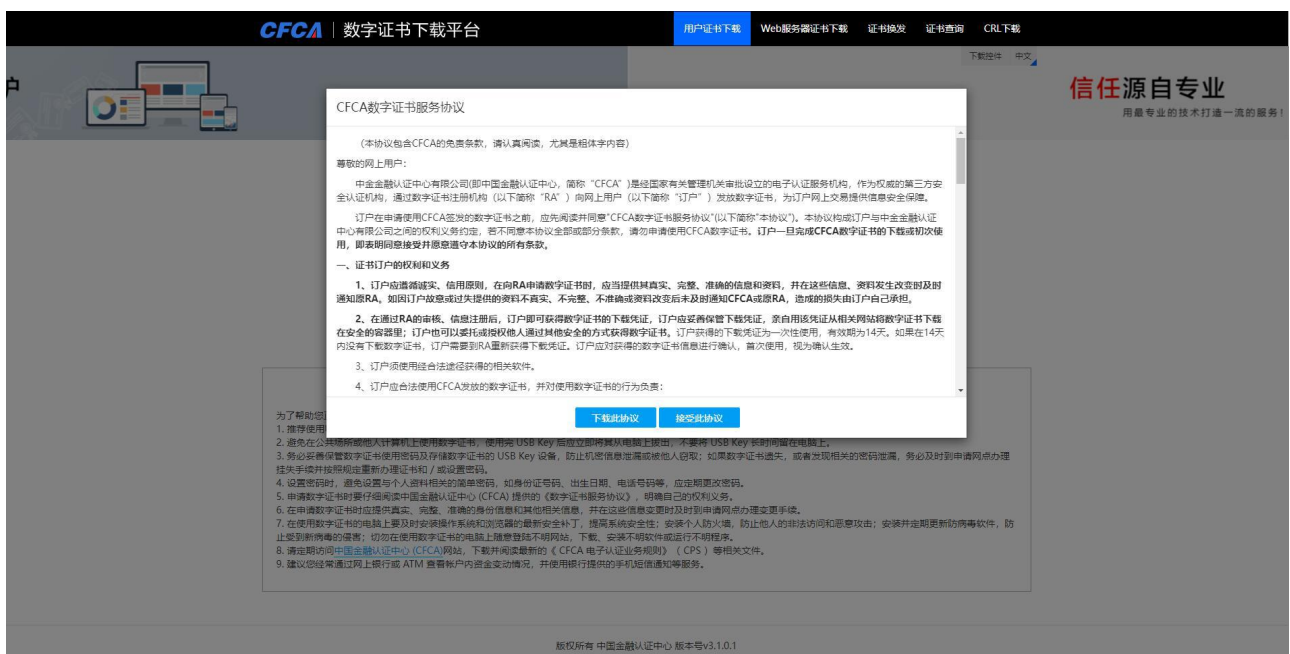 CFCA 数字证书下载平台 用户证书下载 Web服务器证书下载 证书换发 证书查询 CRL下载
下载控件 中文
户
信任源自专业
用最专业的技术打造一流的服务！
CFCA数字证书服务协议
（本协议包含CFCA的免责条款，请认真阅读，尤其是粗体字内容）
尊敬的网上用户：
中金金融认证中心有限公司(即中国金融认证中心，简称“CFCA”)是经国家有关管理机关审批设立的电子认证服务机构，作为权威的第三方安
全认证机构，通过数字证书注册机构（以下简称“RA”）向网上用户（以下简称“订户”）发放数字证书，为订户网上交易提供信息安全保障。
订户在申请使用CFCA签发的数字证书之前，应先阅读并同意“CFCA数字证书服务协议”(以下简称“本协议”)。本协议构成订户与中金金融认证
中心有限公司之间的权利义务约定，若不同意本协议全部或部分条款，请勿申请使用CFCA数字证书。订户一旦完成CFCA数字证书的下载或初次使
用，即表明同意接受并愿意遵守本协议的所有条款。
一、证书订户的权利和义务
1、订户应遵循诚实、信用原则，在向RA申请数字证书时，应当提供真实、完整、准确的信息和资料，并在这些信息、资料发生改变时及时
通知原RA。如因订户故意或过失提供的资料不真实、不完整、不准确或资料改变后未及时通知CFCA或原RA，造成的损失由订户自己承担。
2、在通过RA的审核、信息注册后，订户即可获得数字证书的下载凭证，订户应妥善保管下载凭证，亲自用该凭证从相关网站将数字证书下载
在安全的容器里；订户也可以委托或授权他人通过其他安全的方式获得数字证书。订户获得的下载凭证为一次性使用，有效期为14天。如果在14天
内没有下载数字证书，订户需要到RA重新获得下载凭证。订户应对获得的数字证书信息进行确认，首次使用，视为确认生效。
3、订户须使用经合法途径获得的相关软件。
4、订户应合法使用CFCA发放的数字证书，并对使用数字证书的行为负责：
下载此协议 接受此协议
为了帮助您
1. 推荐使用
2. 避免在公共场所或他人计算机上使用数字证书，使用完 USB Key 后应立即将其从电脑上拔出，不要将 USB Key 长时间留在电脑上。
3. 务必妥善保管数字证书使用密码及存储数字证书的 USB Key 设备，防止机密信息泄漏或被他人窃取；如果数字证书遗失，或者发现相关的密码泄漏，务必及时到申请网点办理
挂失手续并按照规定重新办理证书和 / 或设置密码。
4. 设置密码时，避免设置与个人资料相关的简单密码，如身份证号码、出生日期、电话号码等，应定期更改密码。
5. 申请数字证书时要仔细阅读中国金融认证中心 (CFCA) 提供的《数字证书服务协议》，明确自己的权利义务。
6. 在申请数字证书时应提供真实、完整、准确的身份信息和其他相关信息，并在这些信息变更时及时到申请网点办理变更手续。
7. 在使用数字证书的电脑上要及时安装操作系统和浏览器的最新安全补丁，提高系统安全性；安装个人防火墙，防止他人的非法访问和恶意攻击；安装并定期更新防病毒软件，防
止受到新病毒的侵害；切勿在使用数字证书的电脑上随意登陆不明网站，下载、安装不明软件或运行不明程序。
8. 请定期访问中国金融认证中心 (CFCA)网站，下载并阅读最新的《 CFCA 电子认证业务规则》（ CPS ）等相关文件。
9. 建议您经常通过网上银行或 ATM 查看帐户内资金变动情况，并使用银行提供的手机短信通知等服务。
版权所有 中国金融认证中心 版本号v3.1.0.1